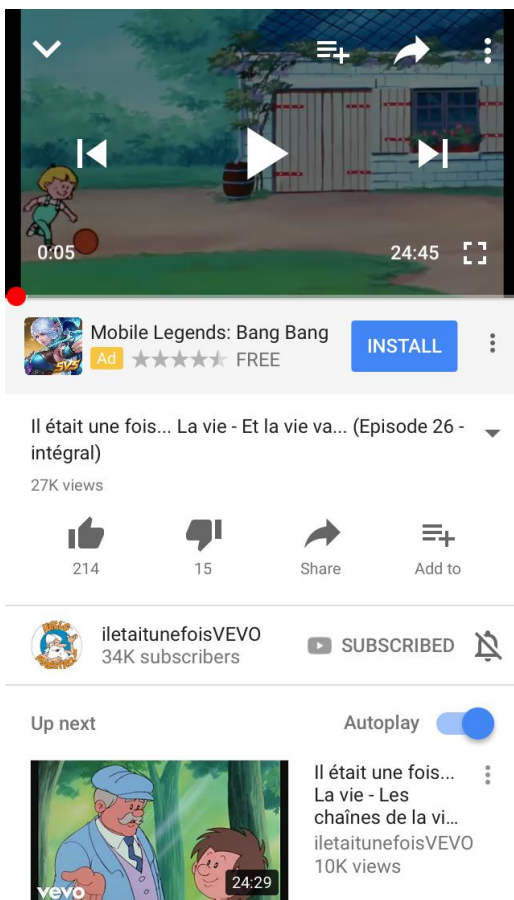 0:05
24:45
Mobile Legends: Bang Bang
INSTALL
Ad
FREE
5V5
Il était une fois... La vie - Et la vie va... (Episode 26 -
intégral)
27K views
214
15
Share
Add to
iletaitunefoisVEVO
34K subscribers
SUBSCRIBED
Up next
Autoplay
Il était une fois...
La vie - Les
chaînes de la vi...
iletaitunefoisVEVO
10K views
vevo
24:29